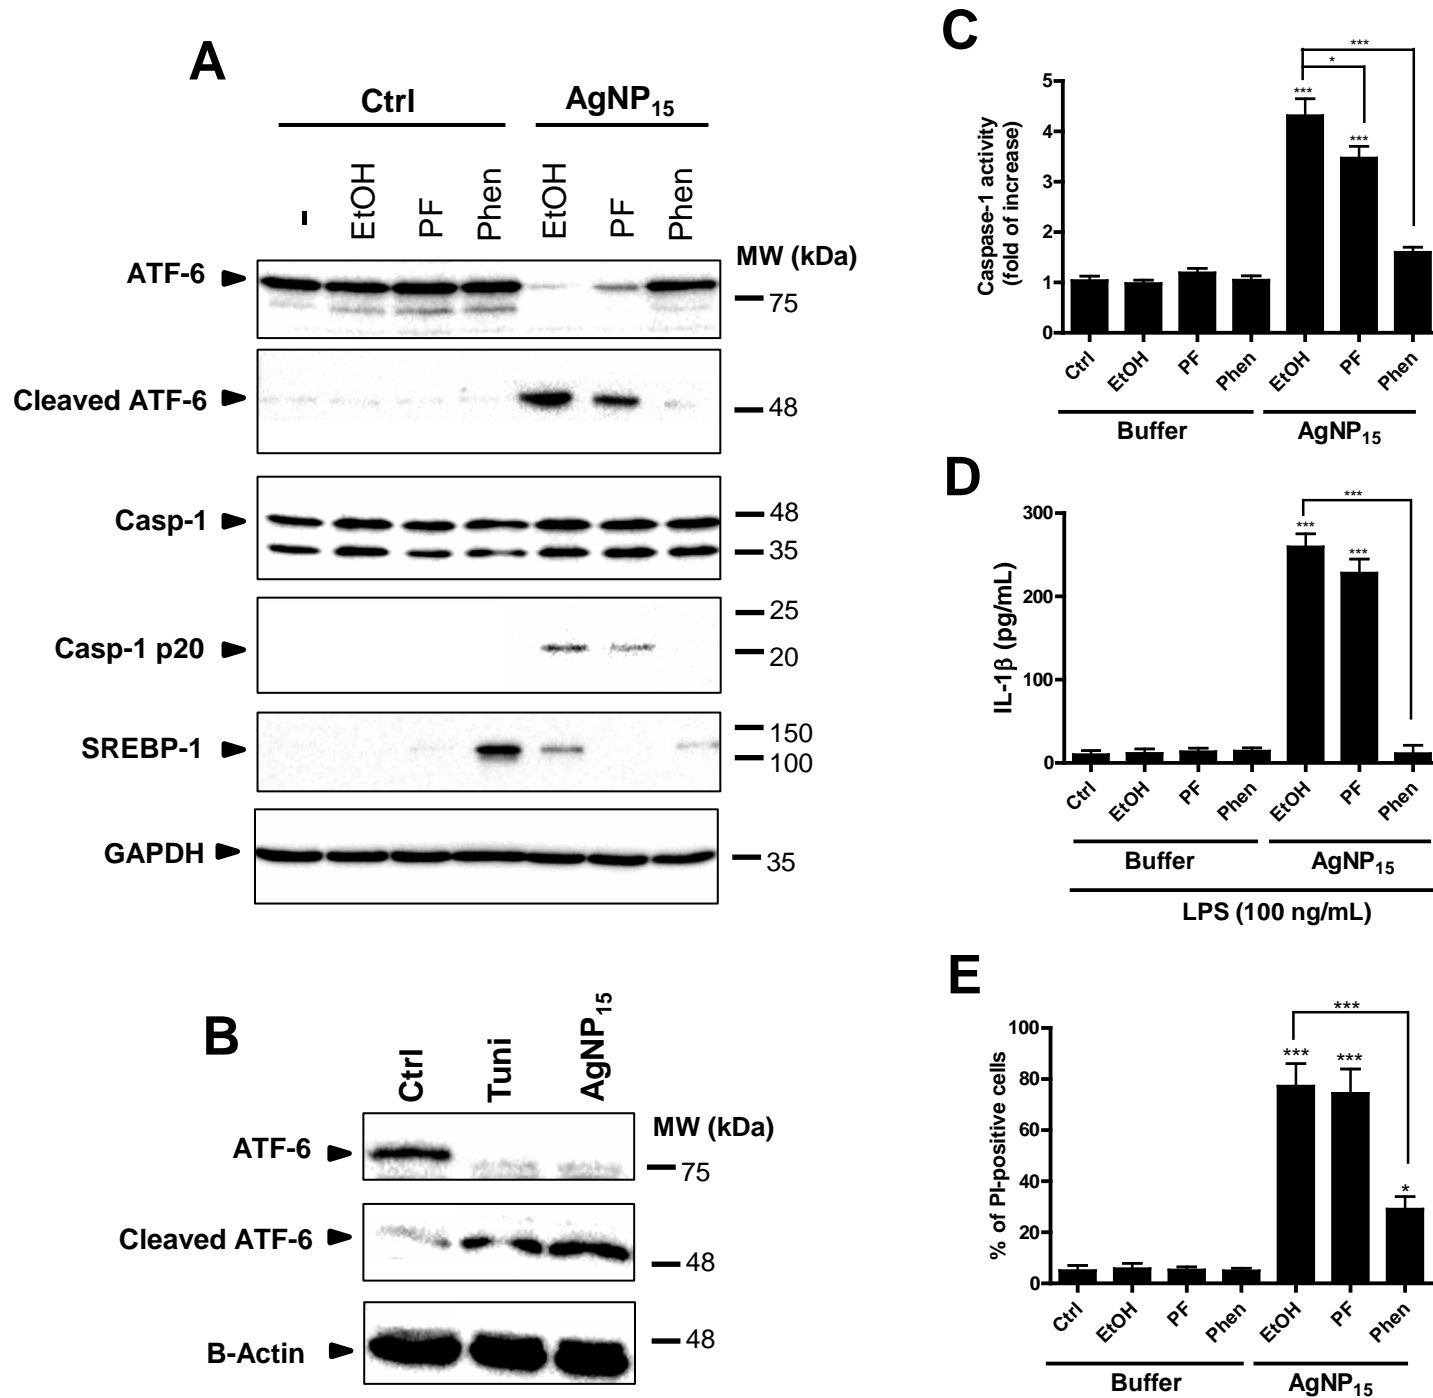 A
Ctrl AgNP15
- EtOH PF Phen EtOH PF Phen
MW (kDa)
ATF-6
75
Cleaved ATF-6
48
Casp-1
48
35
Casp-1 p20
25
20
SREBP-1
150
100
GAPDH
35
B
Ctrl Tuni AgNP15
MW (kDa)
ATF-6
75
Cleaved ATF-6
48
B-Actin
48
C
Caspase-1 activity
(fold of increase)
5
4
3
2
1
0
***
*
***
***
Ctrl EtOH PF Phen EtOH PF Phen
Buffer AgNP15
D
IL-1β (pg/mL)
300
200
100
0
***
***
***
Ctrl EtOH PF Phen EtOH PF Phen
Buffer AgNP15
LPS (100 ng/mL)
E
% of PI-positive cells
100
80
60
40
20
0
***
***
***
*
Ctrl EtOH PF Phen EtOH PF Phen
Buffer AgNP15